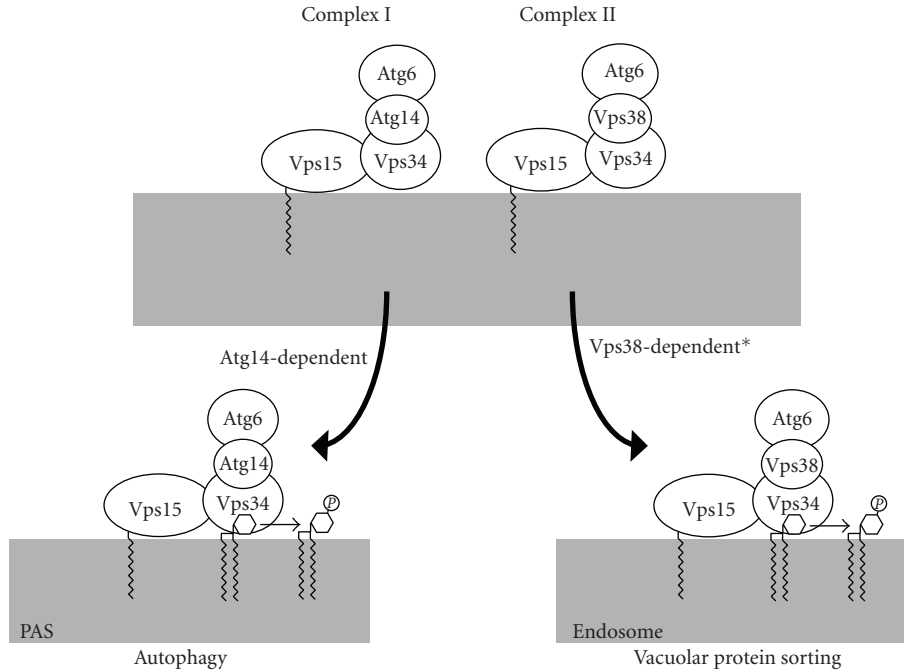 Complex I
Complex II
Atg6
Atg14
Vps15
Vps34
Atg6
Vps38
Vps15
Vps34
Atg14-dependent
Vps38-dependent*
Atg6
Atg14
Vps15
Vps34
P
PAS
Autophagy
Atg6
Vps38
Vps15
Vps34
P
Endosome
Vacuolar protein sorting